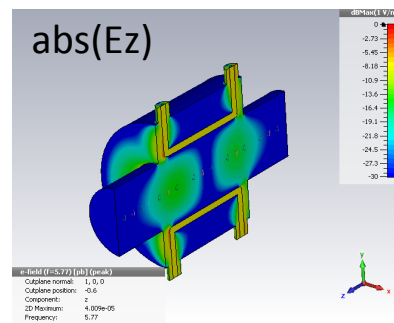 abs(Ez)
dBMax(1 V/m
0
-2.73
-5.45
-8.18
-10.9
-13.6
-16.4
-19.1
-21.8
-24.5
-27.3
-30
e-field (f=5.77) [pb] (peak)
Cutplane normal: 1, 0, 0
Cutplane position: -0.6
Component: z
2D Maximum: 4.009e-05
Frequency: 5.77
y
z
x